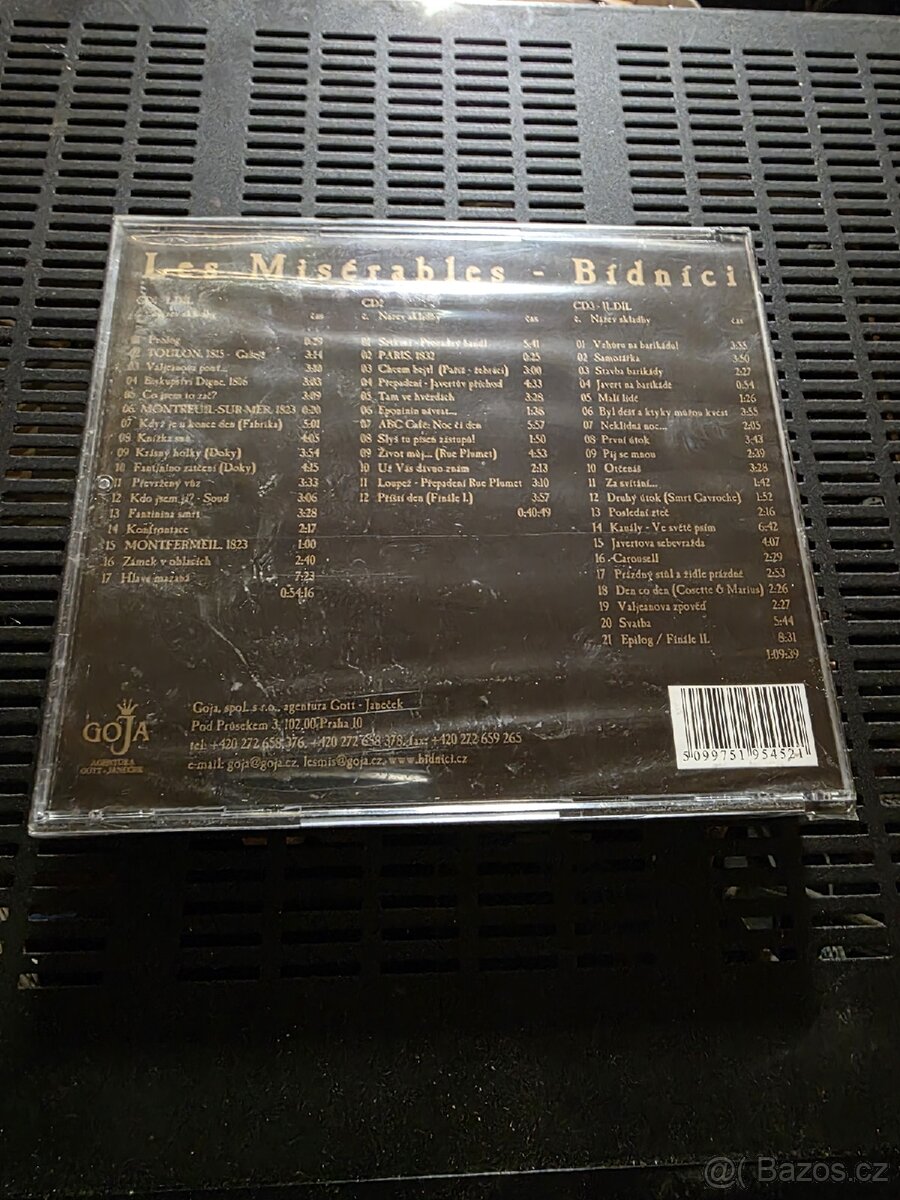 Les Misérables - Bídníci
I. DÍL
Název skladby čas
Prolog 0:29
02 TOULON, 1815 - Galeje 3:14
03 Valjeanova pouť...
04 Biskupství Digne, 1806 3:03
05 Co jsem to zač? 3:09
06 MONTREUIL-SUR-MER, 1823 0:20
07 Když je u konce den (Fabrika) 5:01
08 Knížka snů 4:05
09 Krásný holky (Doky) 3:54
10 Fantinino zatčení (Doky) 4:15
11 Převržený vůz 3:33
12 Kdo jsem já? - Soud 3:06
13 Fantinina smrt 3:28
14 Konfrontace 2:17
15 MONTFERMEIL, 1823 1:00
16 Zámek v oblacích 2:40
17 Hlava mazaná 7:23
0:54:16
CD2
č. Název skladby čas
01 5:41
02 PARIS, 1832 0:25
03 Chcem bejvl (Paříž - žebráci) 3:00
04 Přepadení - Javertův příchod 4:33
05 Tam ve hvězdách 3:28
06 Eponinin návrat... 1:36
07 ABC Café: Noc či den 5:57
08 Slyš tu píseň zástupů! 1:50
09 Život můj... (Rue Plumet) 4:53
10 Už Vás dávno znám 2:13
11 Loupež - Přepadení Rue Plumet 3:10
12 Příští den (Finále I.) 3:57
0:40:49
CD3 - II. DÍL
č. Název skladby čas
01 Vzhůru na barikádu! 3:33
02 Samotářka 3:50
03 Stavba barikády 2:27
04 Javert na barikádě 0:54
05 Malí lidé 1:26
06 Byl déšť a kytky můžou kvést 3:55
07 Neklidná noc... 2:05
08 První útok 3:43
09 Pij se mnou 2:39
10 Otčenáš 3:28
11 Za svítání... 1:42
12 Druhý útok (Smrt Gavroche) 1:52
13 Poslední zteč 2:16
14 Kanály - Ve světě psím 6:42
15 Javertova sebevražda 4:07
16 Carousell 2:29
17 Prázdný stůl a židle prázdné 2:53
18 Den co den (Cosette & Marius) 2:26
19 Valjeanova zpověď 2:27
20 Svatba 5:44
21 Epilog / Finále II. 8:31
1:09:39
GOJA
AGENTURA
GOTT - JANEČEK
Goja, spol. s r.o., agentura Gott - Janeček
Pod Průsekem 3, 102 00 Praha 10
tel: +420 272 658 376, +420 272 658 378, fax: +420 272 659 265
e-mail: goja@goja.cz, lesmis@goja.cz, www.bidnici.cz
5 099751 954521
@( Bazos.cz